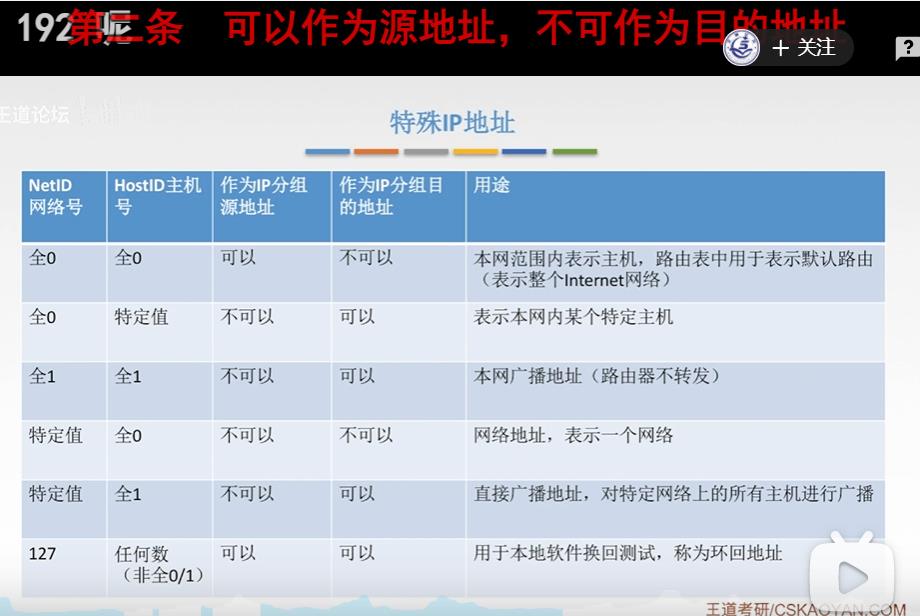 192 呢
第二条 可以作为源地址，不可作为目的地址
+ 关注
?
王道论坛
特殊IP地址
NetID 网络号
HostID主机号
作为IP分组源地址
作为IP分组目的地址
用途
全0
全0
可以
不可以
本网范围内表示主机，路由表中用于表示默认路由
（表示整个Internet网络）
全0
特定值
不可以
可以
表示本网内某个特定主机
全1
全1
不可以
可以
本网广播地址（路由器不转发）
特定值
全0
不可以
不可以
网络地址，表示一个网络
特定值
全1
不可以
可以
直接广播地址，对特定网络上的所有主机进行广播
127
任何数
（非全0/1）
可以
可以
用于本地软件换回测试，称为环回地址
王道考研/CSKAOYAN.COM